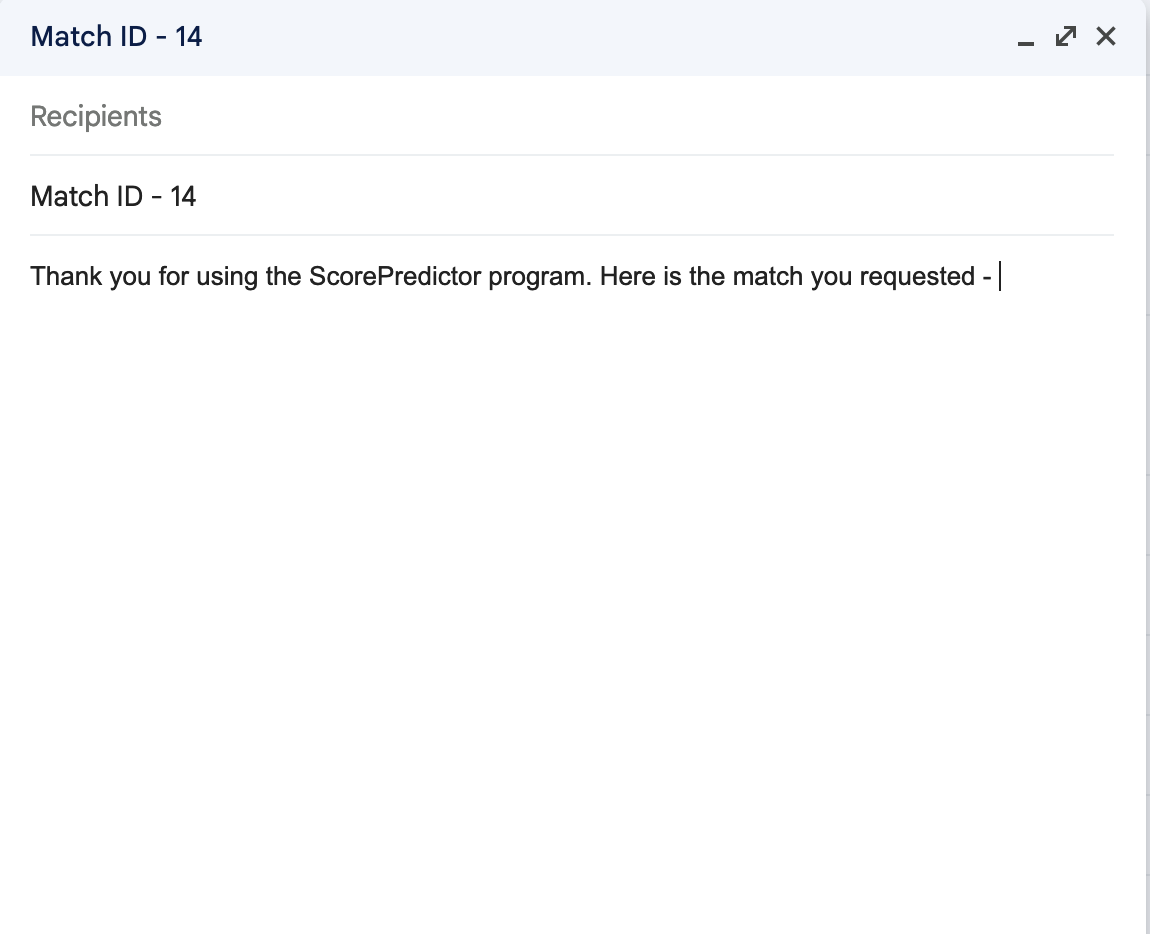 Match ID - 14
Recipients
Match ID - 14
Thank you for using the ScorePredictor program. Here is the match you requested -